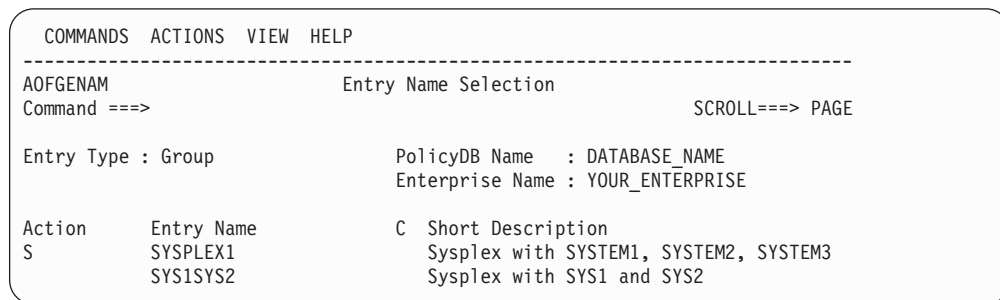 COMMANDS ACTIONS VIEW HELP
-------------------------------------------------------------------------------
AOFGENAM Entry Name Selection
Command ===> SCROLL===> PAGE
Entry Type : Group PolicyDB Name : DATABASE_NAME
Enterprise Name : YOUR_ENTERPRISE
Action Entry Name C Short Description
S SYSPLEX1 Sysplex with SYSTEM1, SYSTEM2, SYSTEM3
SYS1SYS2 Sysplex with SYS1 and SYS2